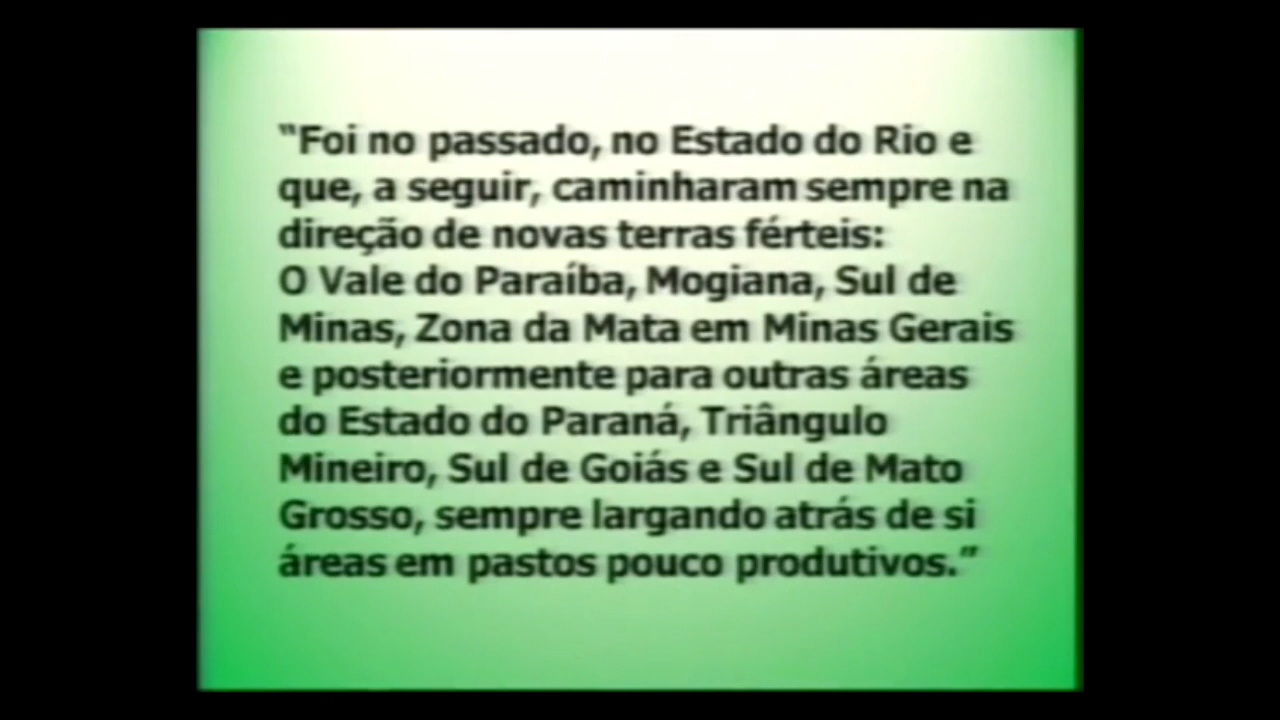 “Foi no passado, no Estado do Rio e
que, a seguir, caminharam sempre na
direção de novas terras férteis:
O Vale do Paraíba, Mogiana, Sul de
Minas, Zona da Mata em Minas Gerais
e posteriormente para outras áreas
do Estado do Paraná, Triângulo
Mineiro, Sul de Goiás e Sul de Mato
Grosso, sempre largando atrás de si
áreas em pastos pouco produtivos.”